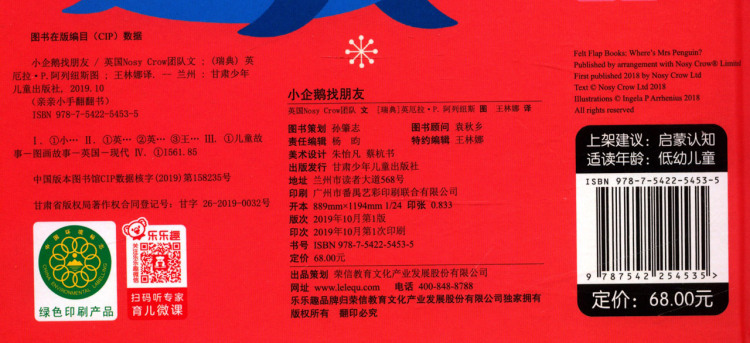 图书在版编目（CIP）数据
小企鹅找朋友 / 英国Nosy Crow团队文 ；（瑞典）英
厄拉·P.阿列纽斯图 ；王林娜译. — 兰州 ：甘肃少年
儿童出版社，2019.10
（亲亲小手翻翻书）
ISBN 978-7-5422-5453-5
Ⅰ. ①小… Ⅱ. ①英… ②英… ③王… Ⅲ. ①儿童故
事－图画故事－英国－现代 Ⅳ. ①I561.85
中国版本图书馆CIP数据核字(2019)第158235号
甘肃省版权局著作权合同登记号：甘字 26-2019-0032号
绿色印刷产品
乐乐趣
关注乐乐趣微信
扫码听专家
育儿微课
小企鹅找朋友
英国Nosy Crow团队 文 [瑞典]英厄拉·P.阿列纽斯 图 王林娜 译
图书策划 孙肇志 图书顾问 袁秋乡
责任编辑 杨 昀 特约编辑 王林娜
美术设计 朱怡凡 蔡杭书
出版发行 甘肃少年儿童出版社
地址 兰州市读者大道568号
印刷 广州市番禺艺彩印刷联合有限公司
开本 889mm×1194mm 1/24 印张 0.833
版次 2019年10月第1版
印次 2019年10月第1次印刷
书号 ISBN 978-7-5422-5453-5
定价 68.00元
出品策划 荣信教育文化产业发展股份有限公司
网址 www.lelequ.com 电话 400-848-8788
乐乐趣品牌归荣信教育文化产业发展股份有限公司独家拥有
版权所有 翻印必究
Felt Flap Books: Where's Mrs Penguin?
Published by arrangement with Nosy Crow® Limited
First published 2018 by Nosy Crow Ltd
Text © Nosy Crow Ltd 2018
Illustrations © Ingela P Arrhenius 2018
All rights reserved
上架建议：启蒙认知
适读年龄：低幼儿童
ISBN 978-7-5422-5453-5
9 787542 254535 >
定价：68.00元